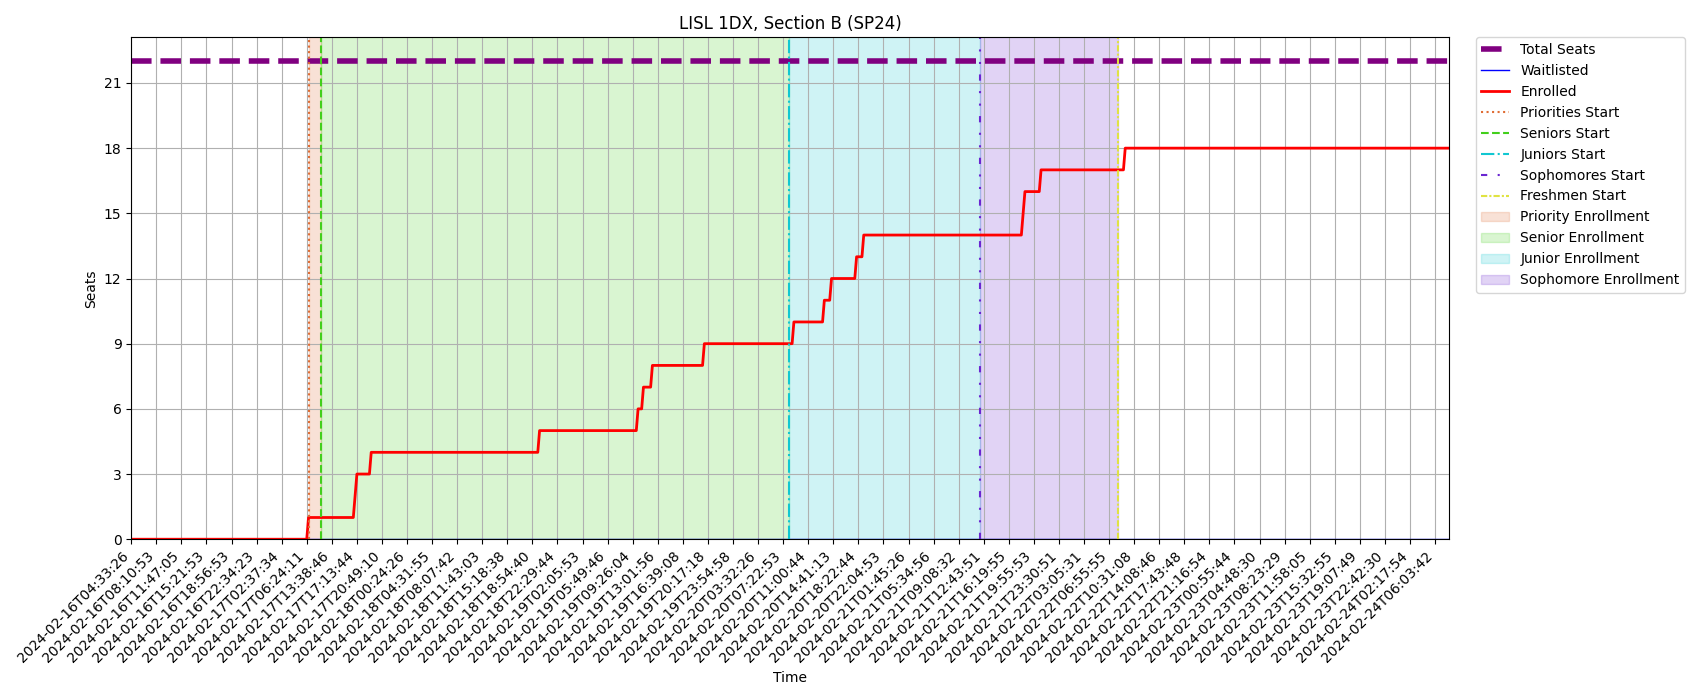 LISL 1DX, Section B (SP24)
Total Seats
Waitlisted
Enrolled
Priorities Start
Seniors Start
Juniors Start
Sophomores Start
Freshmen Start
Priority Enrollment
Senior Enrollment
Junior Enrollment
Sophomore Enrollment
Seats
21
18
15
12
9
6
3
0
2024-02-16T04:33:26
2024-02-16T08:10:53
2024-02-16T11:47:05
2024-02-16T15:21:53
2024-02-16T18:56:53
2024-02-16T22:34:23
2024-02-17T02:37:34
2024-02-17T06:24:11
2024-02-17T13:38:46
2024-02-17T17:13:44
2024-02-17T20:49:10
2024-02-18T00:24:26
2024-02-18T04:31:55
2024-02-18T08:07:42
2024-02-18T11:43:03
2024-02-18T15:18:38
2024-02-18T18:54:40
2024-02-18T22:29:44
2024-02-19T02:05:53
2024-02-19T05:49:46
2024-02-19T09:26:04
2024-02-19T13:01:56
2024-02-19T16:39:08
2024-02-19T20:17:18
2024-02-19T23:54:58
2024-02-20T03:32:26
2024-02-20T07:22:53
2024-02-20T11:00:44
2024-02-20T14:41:13
2024-02-20T18:22:44
2024-02-20T22:04:53
2024-02-21T01:45:26
2024-02-21T05:34:56
2024-02-21T09:08:32
2024-02-21T12:43:51
2024-02-21T16:19:55
2024-02-21T19:55:53
2024-02-21T23:30:51
2024-02-22T03:05:31
2024-02-22T06:55:55
2024-02-22T10:31:08
2024-02-22T14:08:46
2024-02-22T17:43:48
2024-02-22T21:16:54
2024-02-23T00:55:44
2024-02-23T04:48:30
2024-02-23T08:23:29
2024-02-23T11:58:05
2024-02-23T15:32:55
2024-02-23T19:07:49
2024-02-23T22:42:30
2024-02-24T02:17:54
2024-02-24T06:03:42
Time